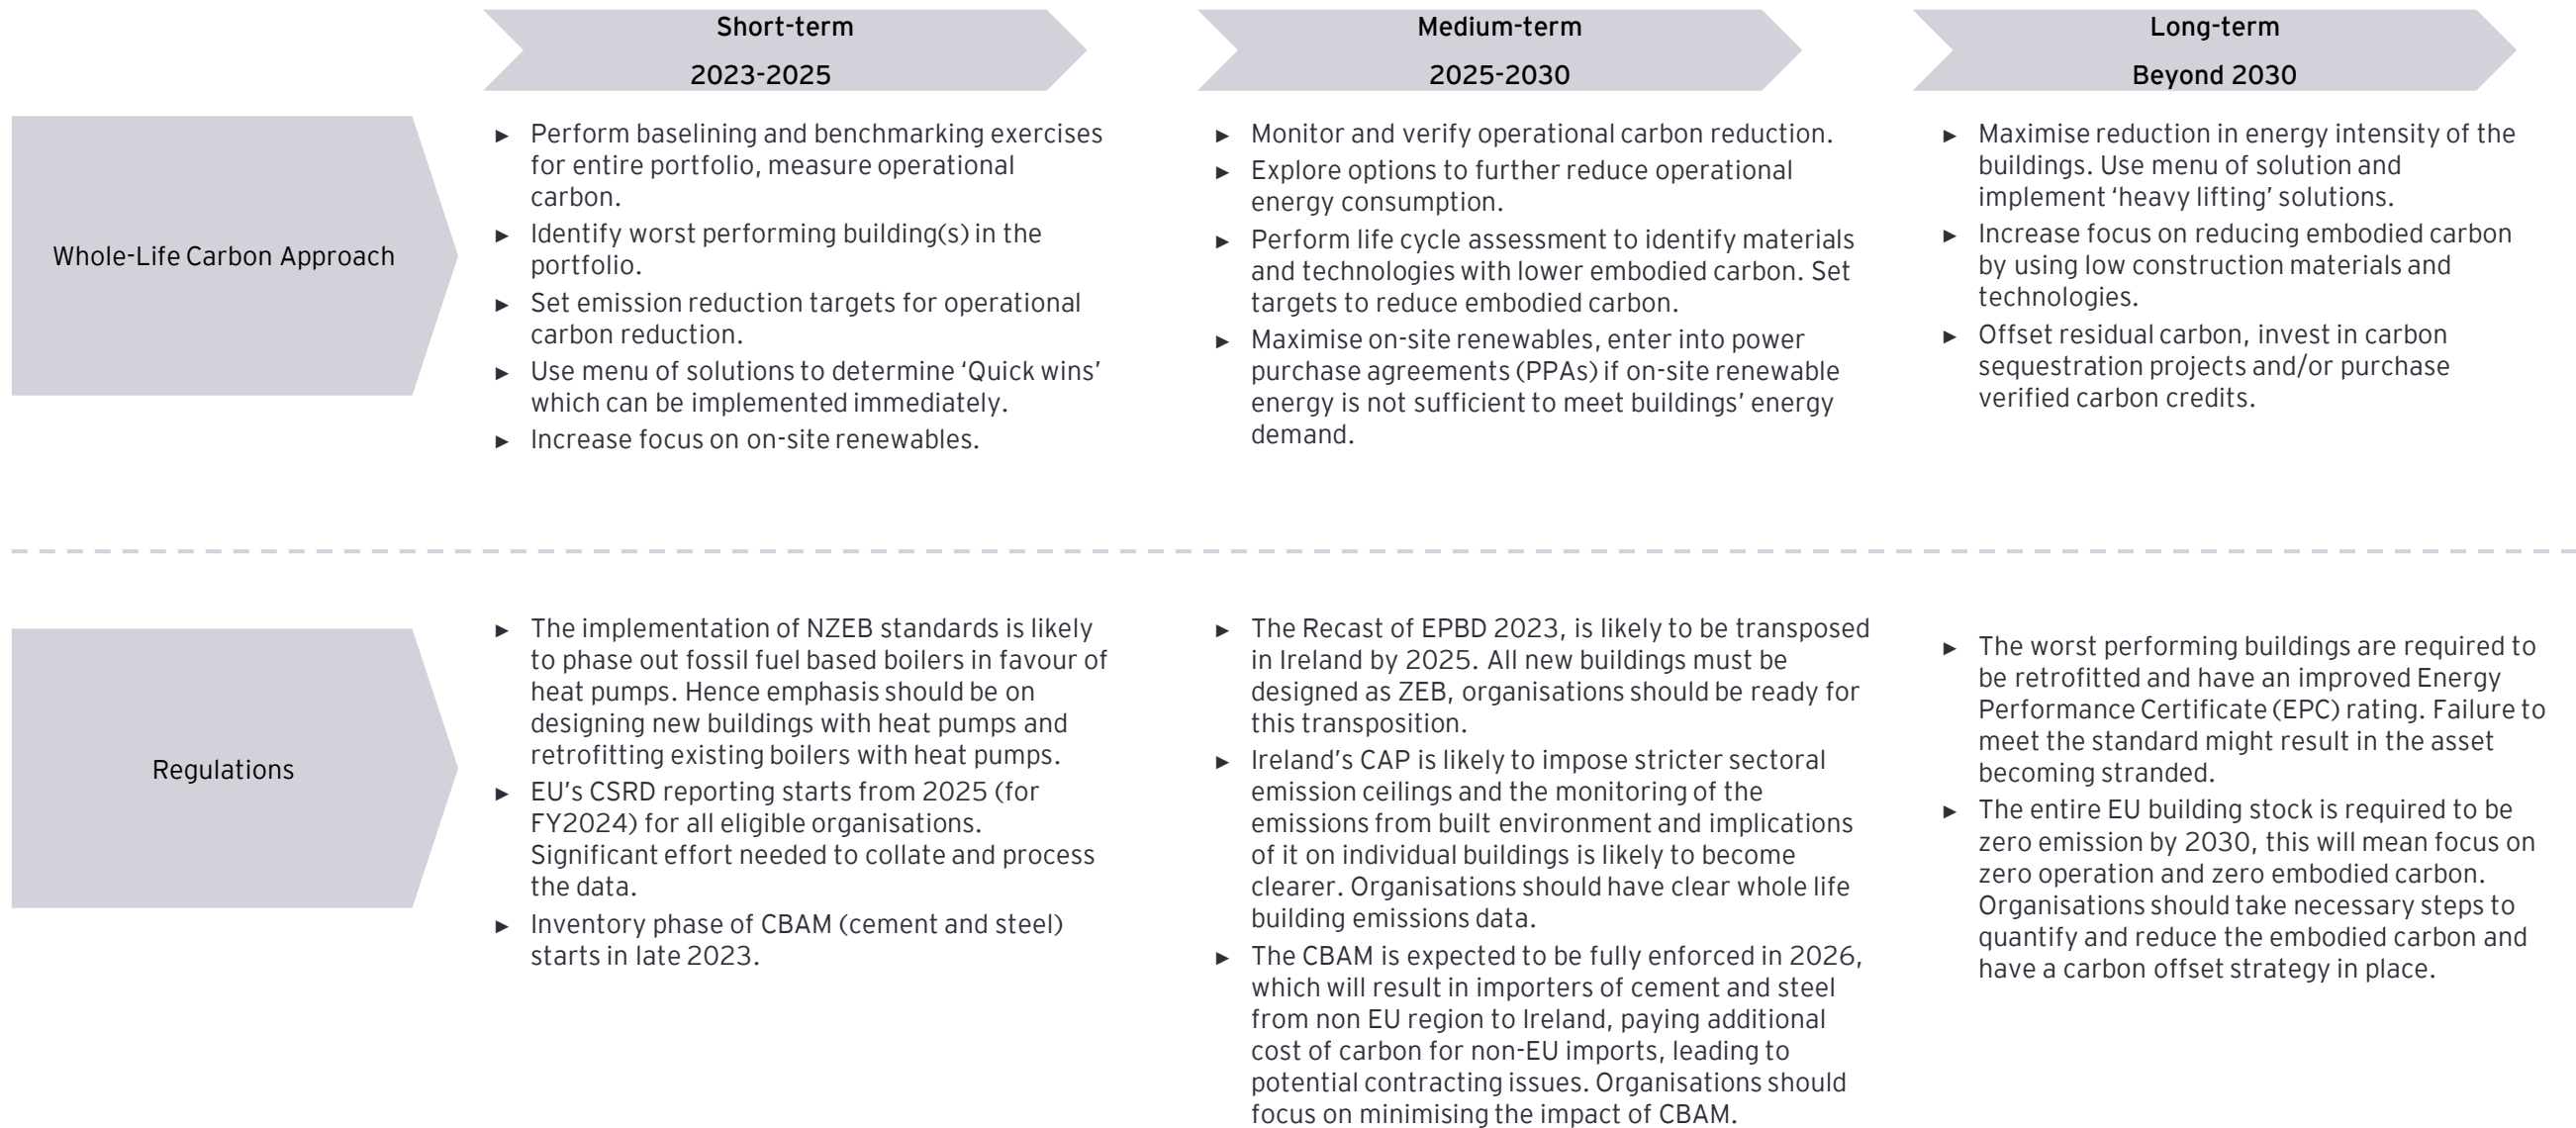 Short-term
2023-2025
Medium-term
2025-2030
Long-term
Beyond 2030
Whole-Life Carbon Approach
► Perform baselining and benchmarking exercises
for entire portfolio, measure operational
carbon.
► Identify worst performing building(s) in the
portfolio.
► Set emission reduction targets for operational
carbon reduction.
► Use menu of solutions to determine ‘Quick wins’
which can be implemented immediately.
► Increase focus on on-site renewables.
► Monitor and verify operational carbon reduction.
► Explore options to further reduce operational
energy consumption.
► Perform life cycle assessment to identify materials
and technologies with lower embodied carbon. Set
targets to reduce embodied carbon.
► Maximise on-site renewables, enter into power
purchase agreements (PPAs) if on-site renewable
energy is not sufficient to meet buildings’ energy
demand.
► Maximise reduction in energy intensity of the
buildings. Use menu of solution and
implement ‘heavy lifting’ solutions.
► Increase focus on reducing embodied carbon
by using low construction materials and
technologies.
► Offset residual carbon, invest in carbon
sequestration projects and/or purchase
verified carbon credits.
Regulations
► The implementation of NZEB standards is likely
to phase out fossil fuel based boilers in favour of
heat pumps. Hence emphasis should be on
designing new buildings with heat pumps and
retrofitting existing boilers with heat pumps.
► EU’s CSRD reporting starts from 2025 (for
FY2024) for all eligible organisations.
Significant effort needed to collate and process
the data.
► Inventory phase of CBAM (cement and steel)
starts in late 2023.
► The Recast of EPBD 2023, is likely to be transposed
in Ireland by 2025. All new buildings must be
designed as ZEB, organisations should be ready for
this transposition.
► Ireland’s CAP is likely to impose stricter sectoral
emission ceilings and the monitoring of the
emissions from built environment and implications
of it on individual buildings is likely to become
clearer. Organisations should have clear whole life
building emissions data.
► The CBAM is expected to be fully enforced in 2026,
which will result in importers of cement and steel
from non EU region to Ireland, paying additional
cost of carbon for non-EU imports, leading to
potential contracting issues. Organisations should
focus on minimising the impact of CBAM.
► The worst performing buildings are required to
be retrofitted and have an improved Energy
Performance Certificate (EPC) rating. Failure to
meet the standard might result in the asset
becoming stranded.
► The entire EU building stock is required to be
zero emission by 2030, this will mean focus on
zero operation and zero embodied carbon.
Organisations should take necessary steps to
quantify and reduce the embodied carbon and
have a carbon offset strategy in place.